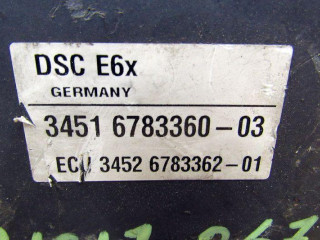 DSC E6x
GERMANY
3451 6783360-03
ECU 3452 6783362-01